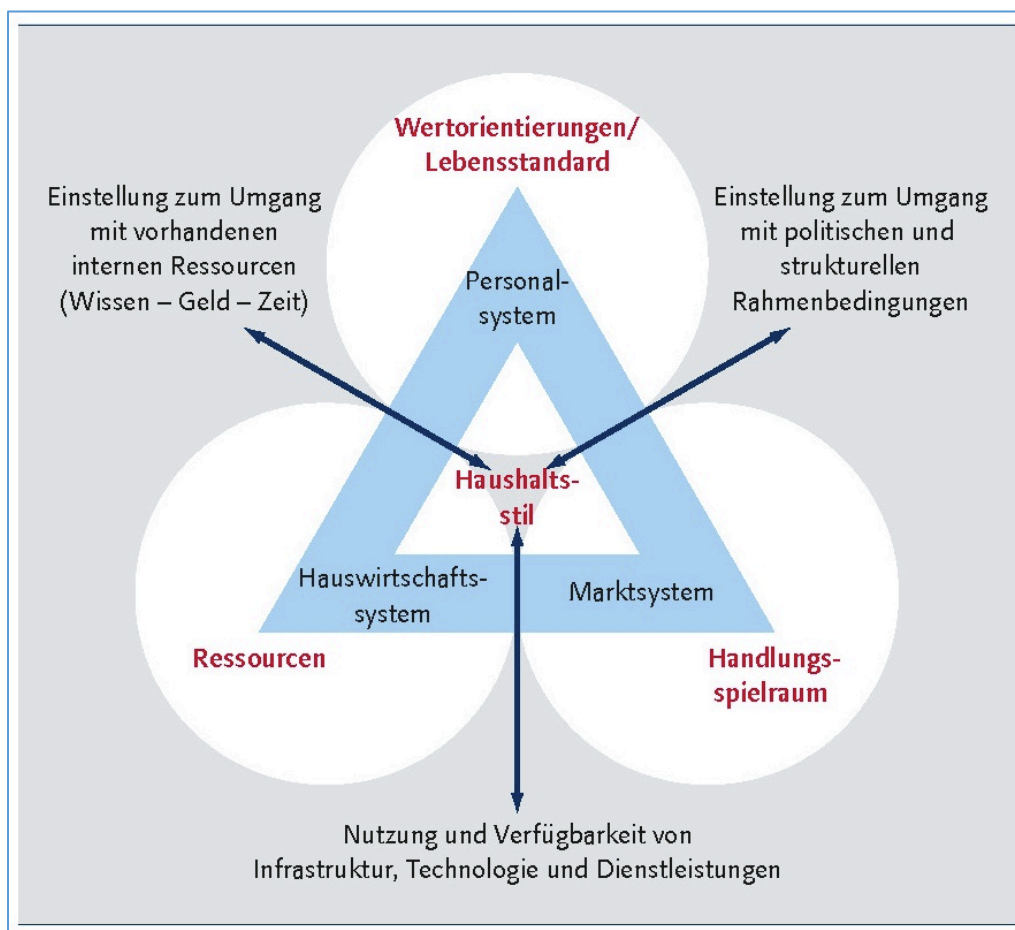 Wertorientierungen/
Lebensstandard
Einstellung zum Umgang
mit vorhandenen
internen Ressourcen
(Wissen – Geld – Zeit)
Einstellung zum Umgang
mit politischen und
strukturellen
Rahmenbedingungen
Personal-
system
Haushalts-
stil
Hauswirtschafts-
system
Marktsystem
Ressourcen
Handlungs-
spielraum
Nutzung und Verfügbarkeit von
Infrastruktur, Technologie und Dienstleistungen